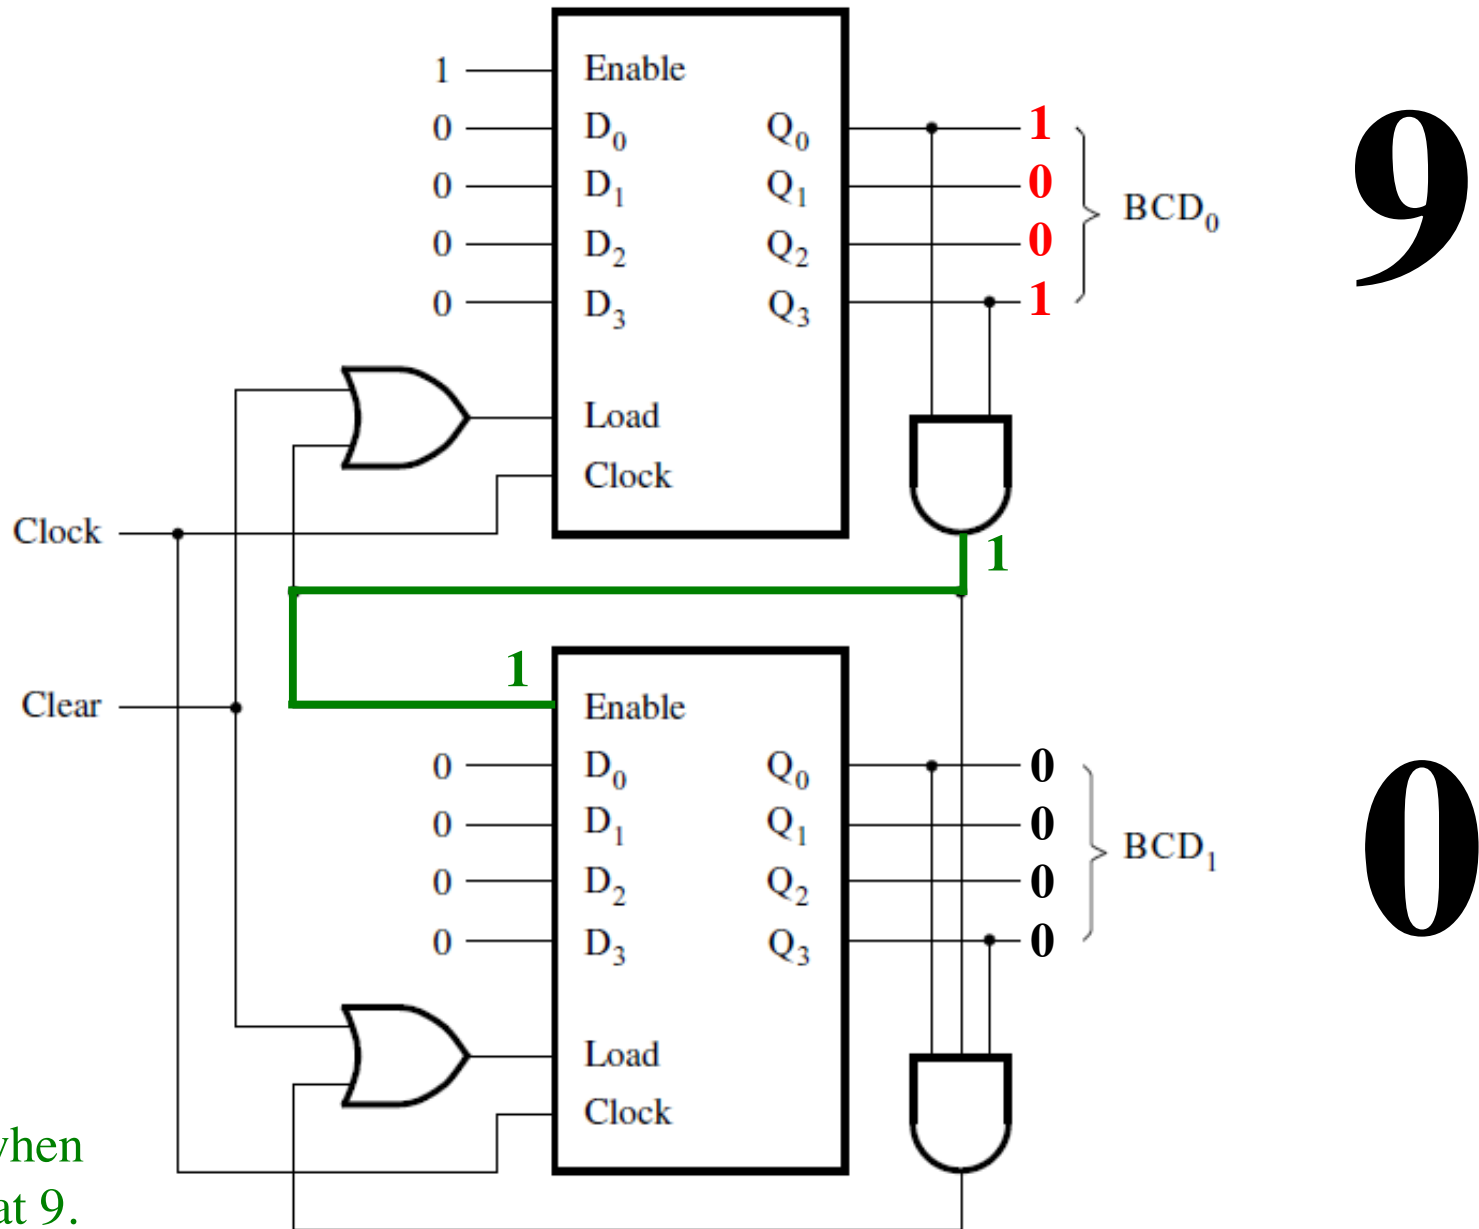 1 Enable
0 D0 Q0 1
0 D1 Q1 0
0 D2 Q2 0
0 D3 Q3 1
BCD0
9
Load
Clock
Clock
1
1
Clear
Enable
0 D0 Q0 0
0 D1 Q1 0
0 D2 Q2 0
0 D3 Q3 0
BCD1
0
Load
Clock
at 9.